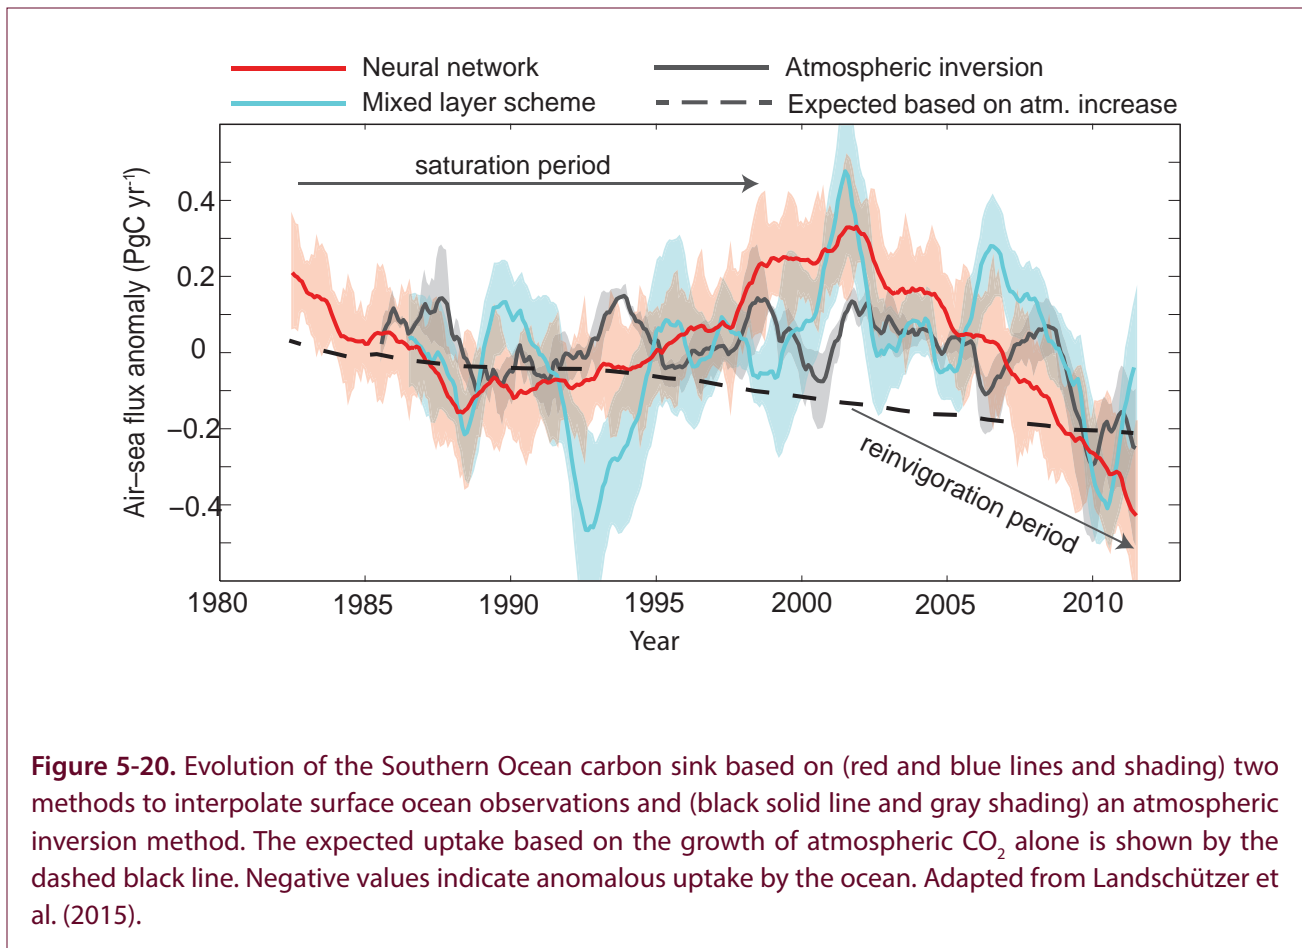 Neural network
Atmospheric inversion
Mixed layer scheme
Expected based on atm. increase
Air–sea flux anomaly (PgC yr-1)
saturation period
0.4
0.2
0
−0.2
−0.4
reinvigoration period
1980
1985
1990
1995
2000
2005
2010
Year
Figure 5-20. Evolution of the Southern Ocean carbon sink based on (red and blue lines and shading) two
methods to interpolate surface ocean observations and (black solid line and gray shading) an atmospheric
inversion method. The expected uptake based on the growth of atmospheric CO2 alone is shown by the
dashed black line. Negative values indicate anomalous uptake by the ocean. Adapted from Landschützer et
al. (2015).